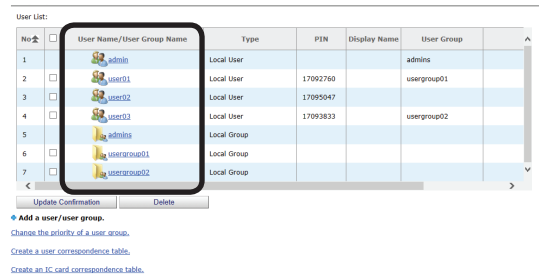 User List:
No User Name/User Group Name Type PIN Display Name User Group
1 admin Local User admins
2 user01 Local User 17092760 usergroup01
3 user02 Local User 17095047
4 user03 Local User 17093833 usergroup02
5 admins Local Group
6 usergroup01 Local Group
7 usergroup02 Local Group
Update Confirmation Delete
Add a user/user group.
Change the priority of a user group.
Create a user correspondence table.
Create an IC card correspondence table.